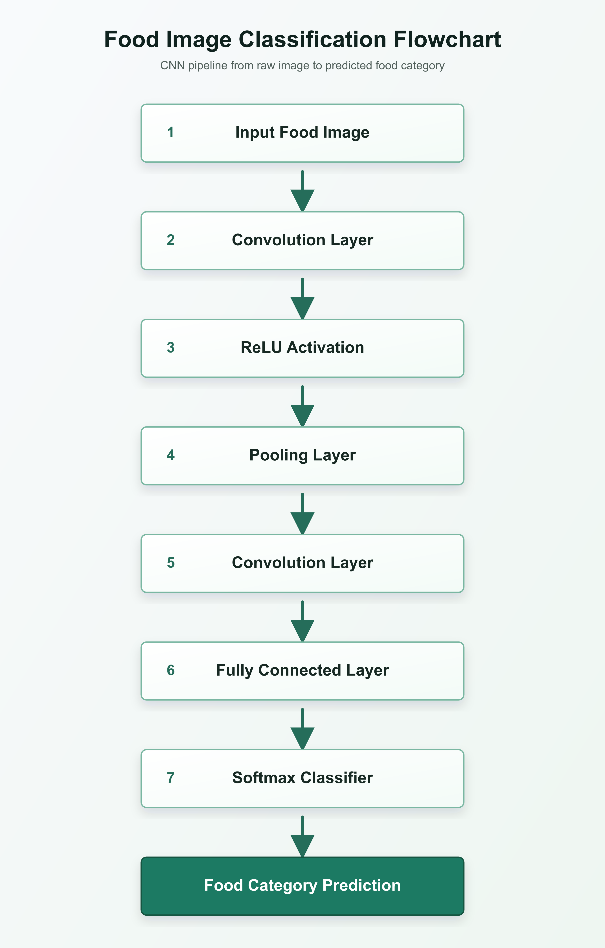 Food Image Classification Flowchart
CNN pipeline from raw image to predicted food category
1 Input Food Image
2 Convolution Layer
3 ReLU Activation
4 Pooling Layer
5 Convolution Layer
6 Fully Connected Layer
7 Softmax Classifier
Food Category Prediction